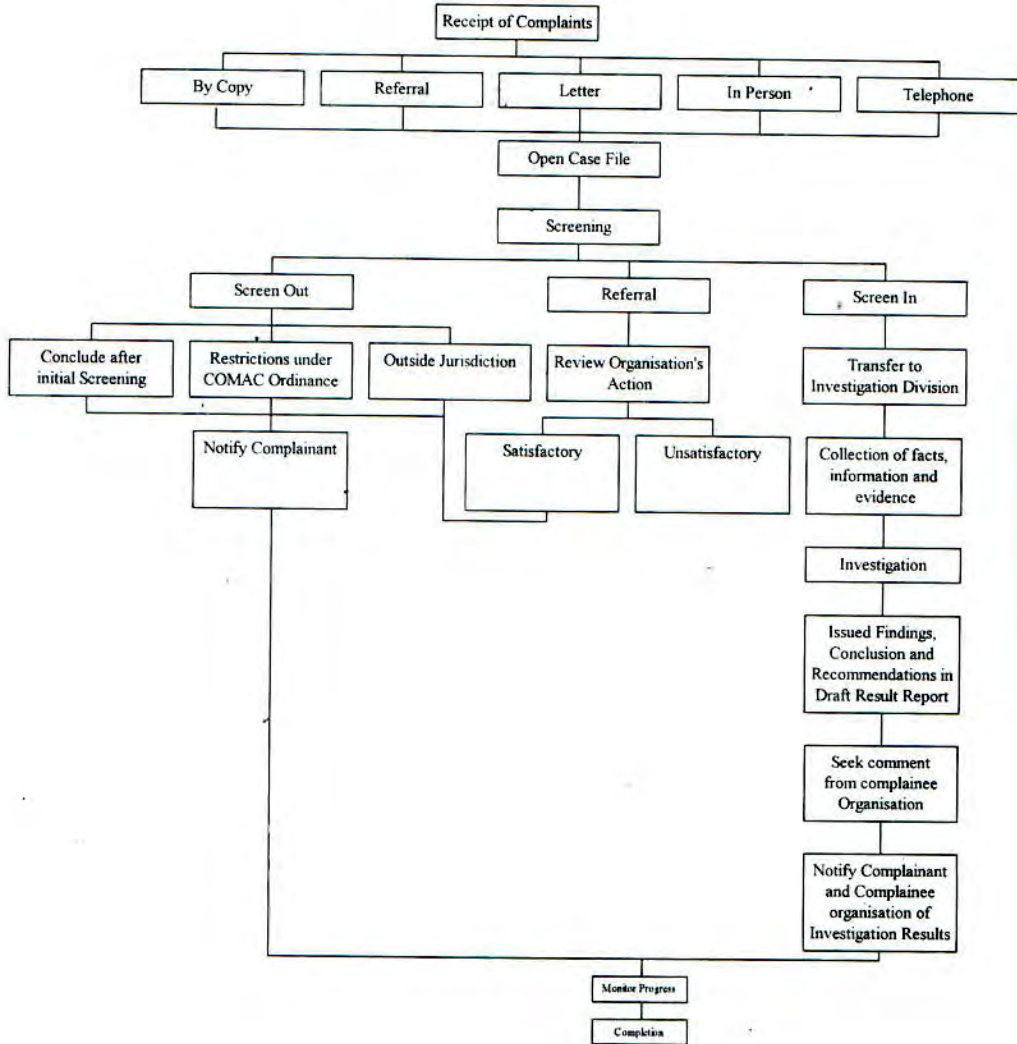 Receipt of Complaints
By Copy
Referral
Letter
In Person
Telephone
Open Case File
Screening
Screen Out
Referral
Screen In
Conclude after
initial Screening
Restrictions under
COMAC Ordinance
Outside Jurisdiction
Review Organisation's
Action
Transfer to
Investigation Division
Notify Complainant
Satisfactory
Unsatisfactory
Collection of facts,
information and
evidence
Investigation
Issued Findings,
Conclusion and
Recommendations in
Draft Result Report
Seek comment
from complainee
Organisation
Notify Complainant
and Complainee
organisation of
Investigation Results
Monitor Progress
Completion